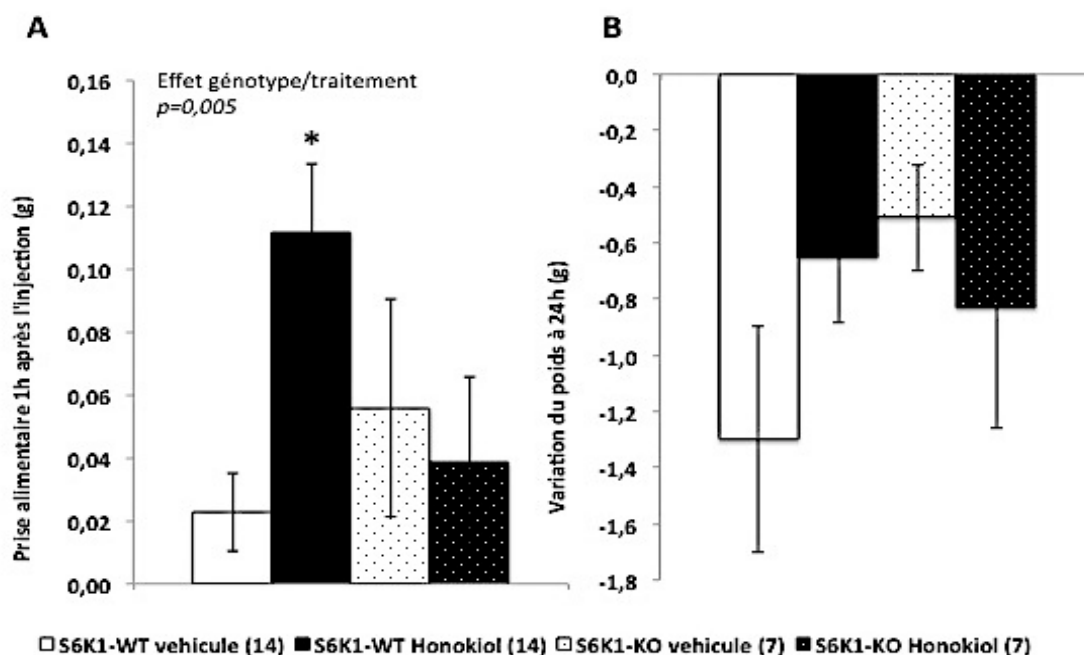 A
Prise alimentaire 1h après l'injection (g)
0,16
0,14
0,12
0,10
0,08
0,06
0,04
0,02
0,00
Effet génotype/traitement
p=0,005
*
B
Variation du poids à 24h (g)
0,0
-0,2
-0,4
-0,6
-0,8
-1,0
-1,2
-1,4
-1,6
-1,8
S6K1-WT vehicule (14) S6K1-WT Honokiol (14) S6K1-KO vehicule (7) S6K1-KO Honokiol (7)